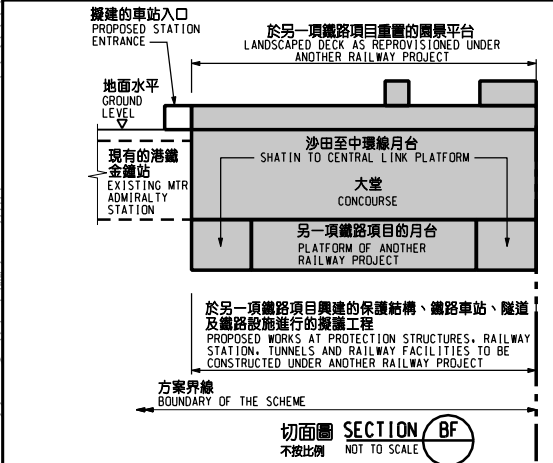 擬建的車站入口
PROPOSED STATION
ENTRANCE
於另一項鐵路項目重置的園景平台
LANDSCAPED DECK AS REPROVISIONED UNDER
ANOTHER RAILWAY PROJECT
地面水平
GROUND
LEVEL
現有的港鐵
金鐘站
EXISTING MTR
ADMIRALTY
STATION
沙田至中環線月台
SHATIN TO CENTRAL LINK PLATFORM
大堂
CONCOURSE
另一項鐵路項目的月台
PLATFORM OF ANOTHER
RAILWAY PROJECT
於另一項鐵路項目興建的保護結構、鐵路車站、隧道
及鐵路設施進行的擬議工程
PROPOSED WORKS AT PROTECTION STRUCTURES, RAILWAY
STATION, TUNNELS AND RAILWAY FACILITIES TO BE
CONSTRUCTED UNDER ANOTHER RAILWAY PROJECT
方案界線
BOUNDARY OF THE SCHEME
切面圖 SECTION BF
不按比例 NOT TO SCALE